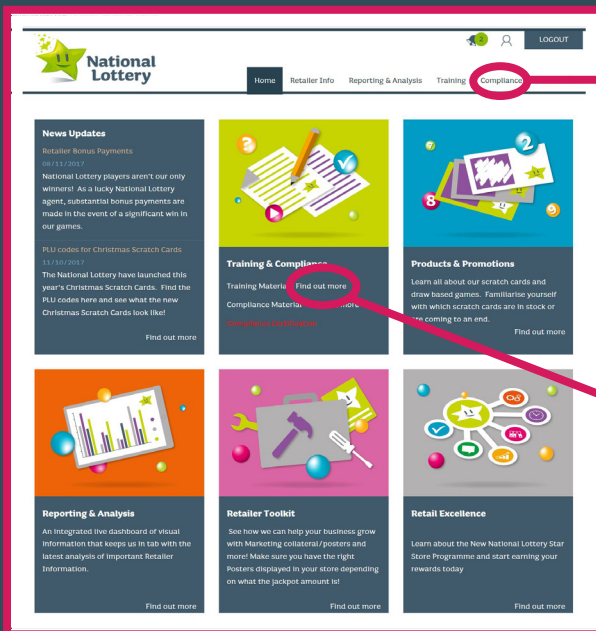 2
LOGOUT
National
Lottery
Home
Retailer Info
Reporting & Analysis
Training
Compliance
News Updates
Retailer Bonus Payments
08/11/2017
National Lottery players aren't our only
winners! As a lucky National Lottery
agent, substantial bonus payments are
made in the event of a significant win in
our games.
PLU codes for Christmas Scratch Cards
11/10/2017
The National Lottery have launched this
year's Christmas Scratch Cards. Find the
PLU codes here and see what the new
Christmas Scratch Cards look like!
Find out more
Training & Compliance
Training Material Find out more
Compliance Material
Products & Promotions
Learn all about our scratch cards and
draw based games. Familiarise yourself
with which scratch cards are in stock or
are coming to an end.
Find out more
Reporting & Analysis
An integrated live dashboard of visual
information that keeps us in tab with the
latest analysis of important Retailer
Information.
Find out more
Retailer Toolkit
See how we can help your business grow
with Marketing collateral/posters and
more! Make sure you have the right
Posters displayed in your store depending
on what the jackpot amount is!
Find out more
Retail Excellence
Learn about the New National Lottery Star
Store Programme and start earning your
rewards today
Find out more